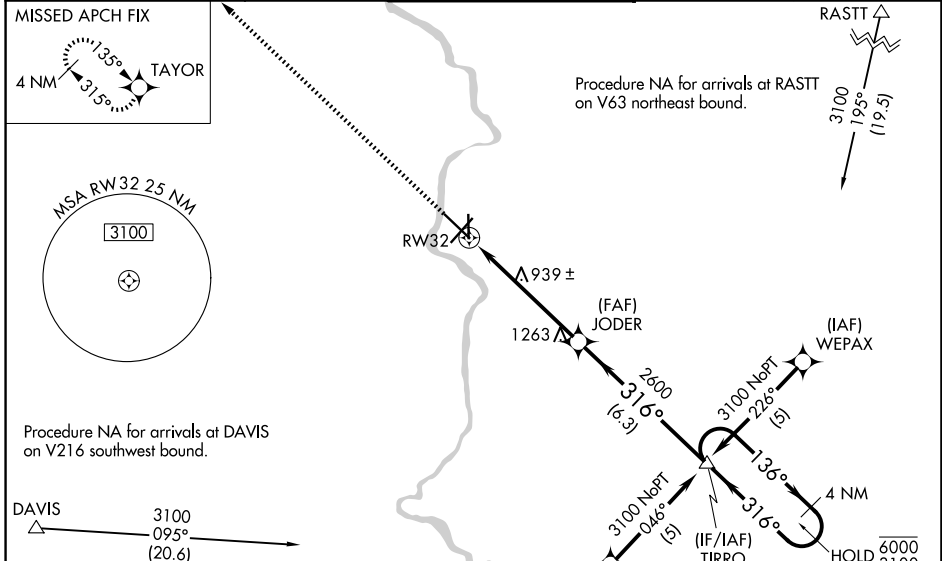 MISSED APCH FIX
135°
TAYOR
4 NM
315°
RASTT
Procedure NA for arrivals at RASTT
on V63 northeast bound.
3100
195°
(19.5)
MSA RW32 25 NM
3100
RW32
939 ±
(FAF)
JODER
1263
(IAF)
WEPAX
2600
316°
(6.3)
3100 NoPT
226°
(5)
Procedure NA for arrivals at DAVIS
on V216 southwest bound.
136°
4 NM
316°
3100 NoPT
046°
(5)
DAVIS
3100
095°
(20.6)
(IF/IAF)
TIRRO
HOLD
6000
3100